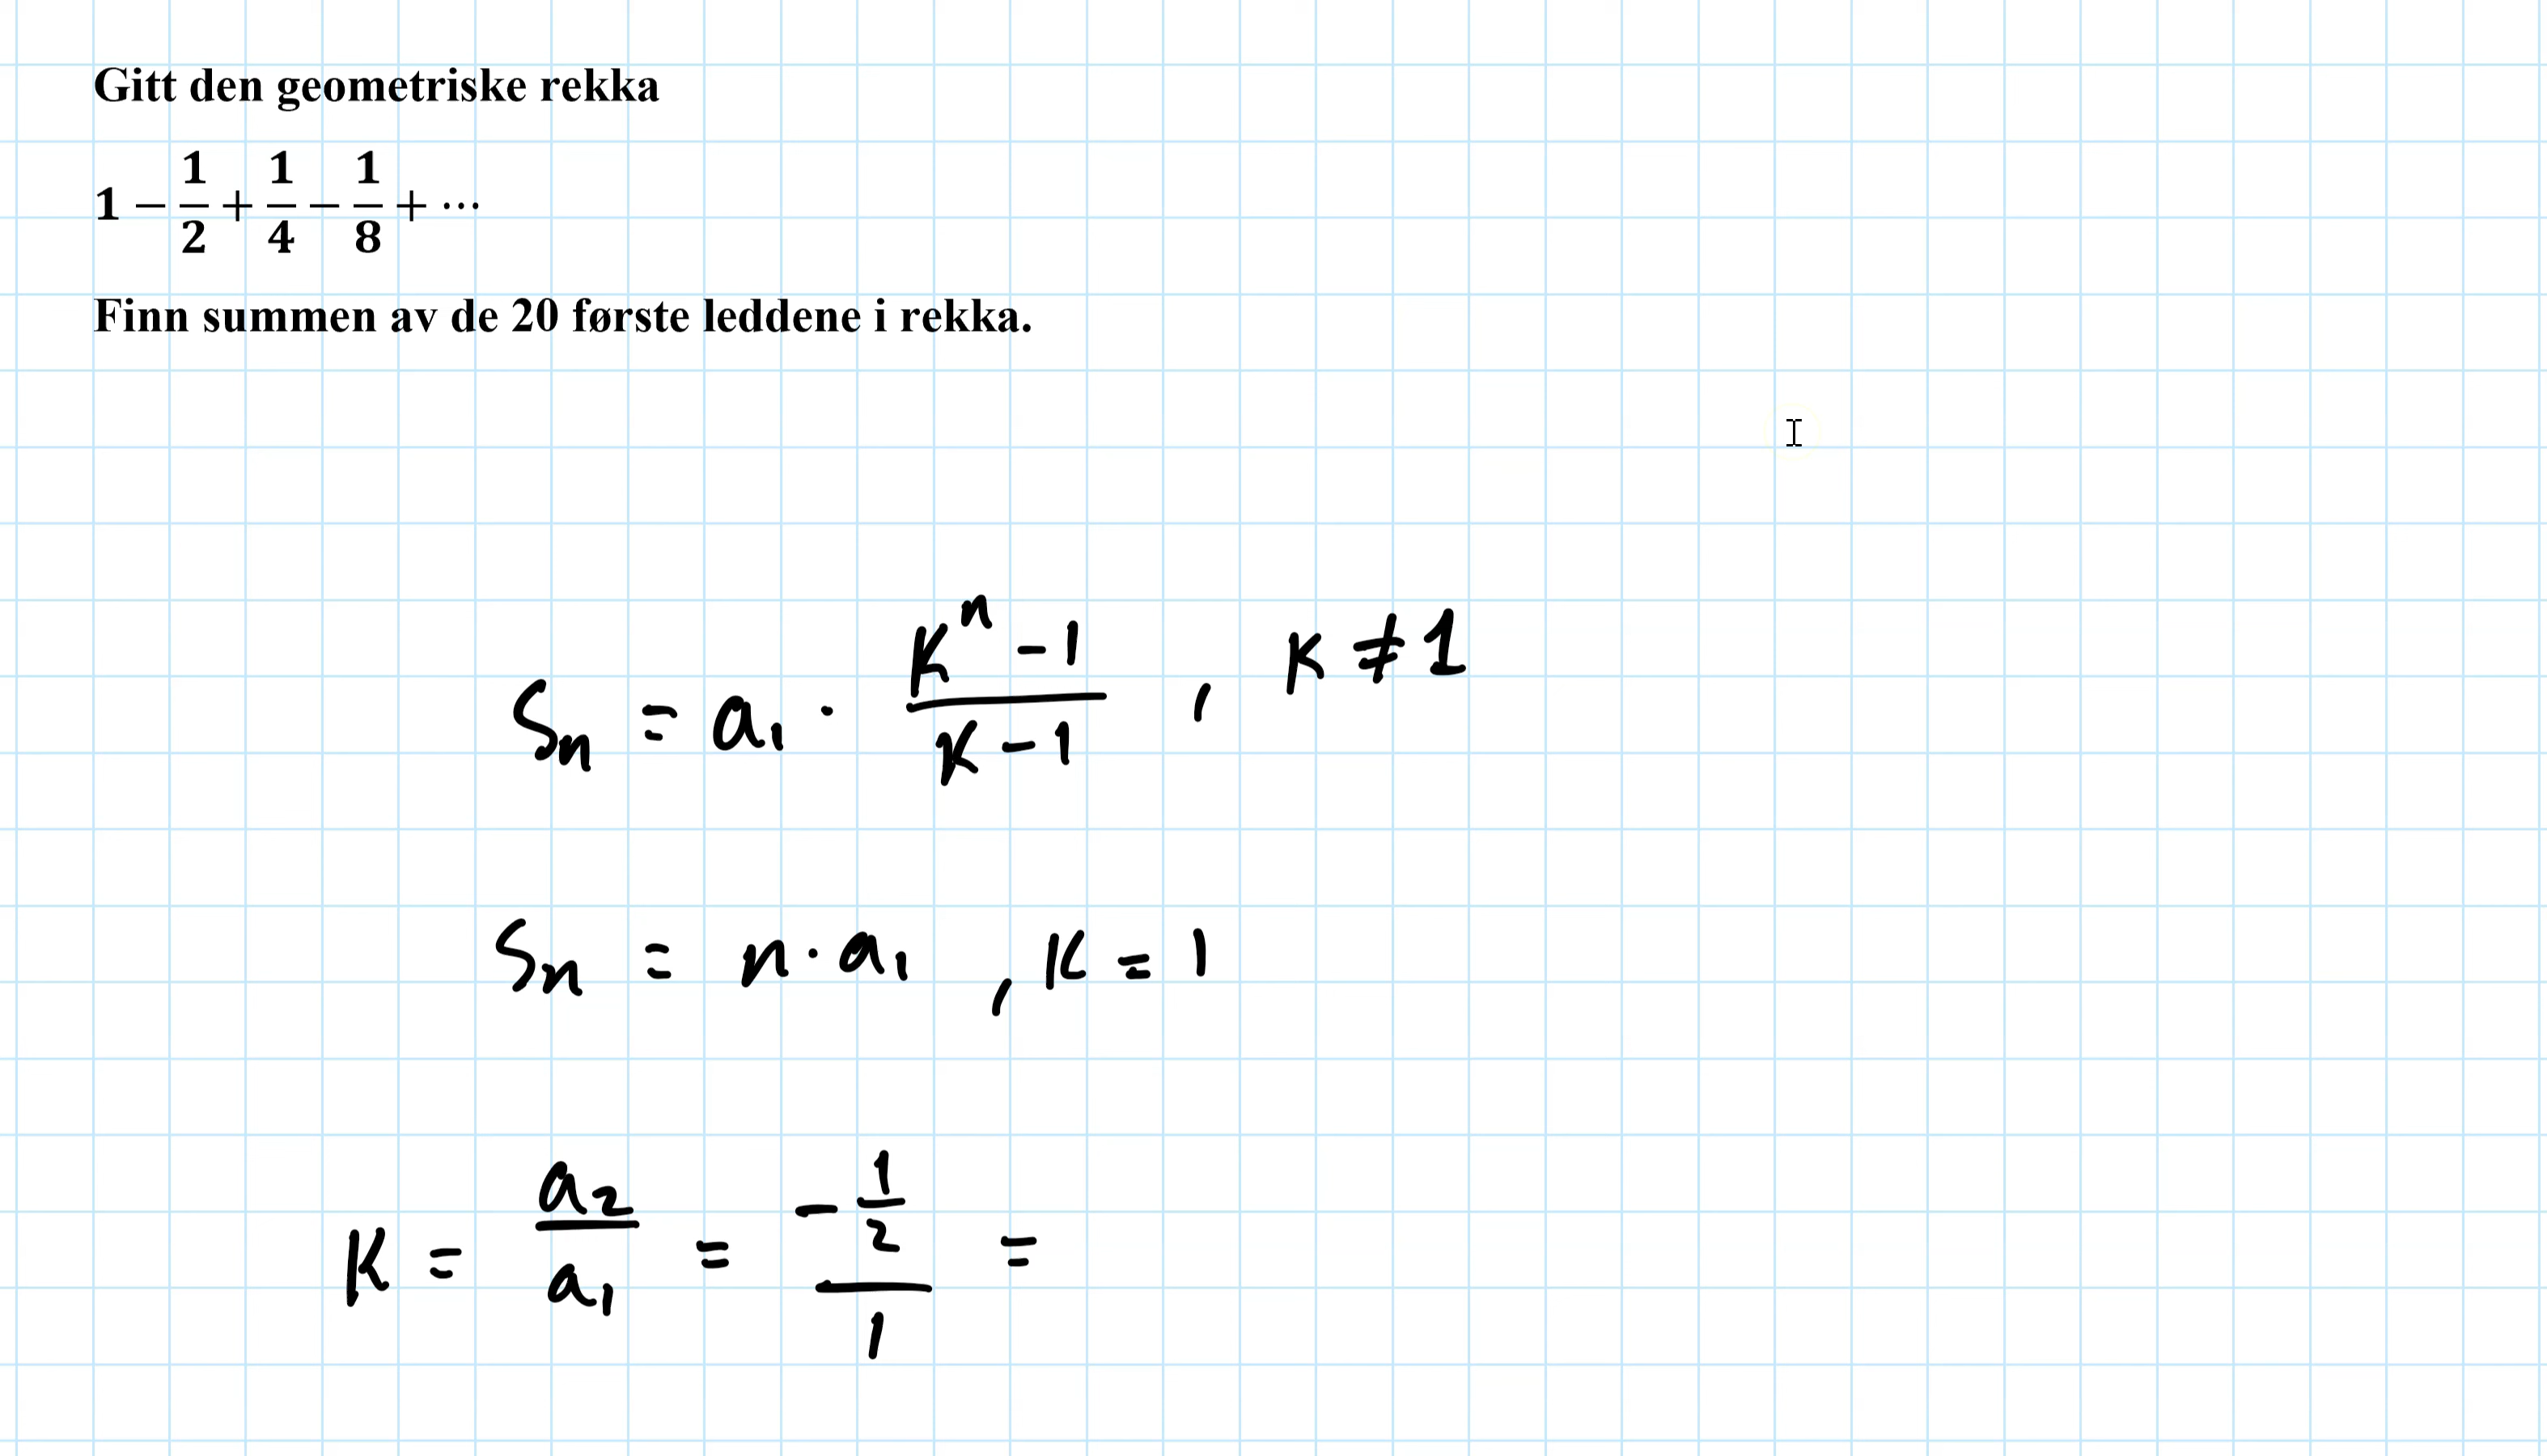 Gitt den geometriske rekka
1 − 1/2 + 1/4 − 1/8 + ⋯
Finn summen av de 20 første leddene i rekka.
Sn = a1 · (K^n − 1)/(K − 1) , K ≠ 1
Sn = n · a1 , K = 1
K = a2/a1 = (−1/2)/1 =